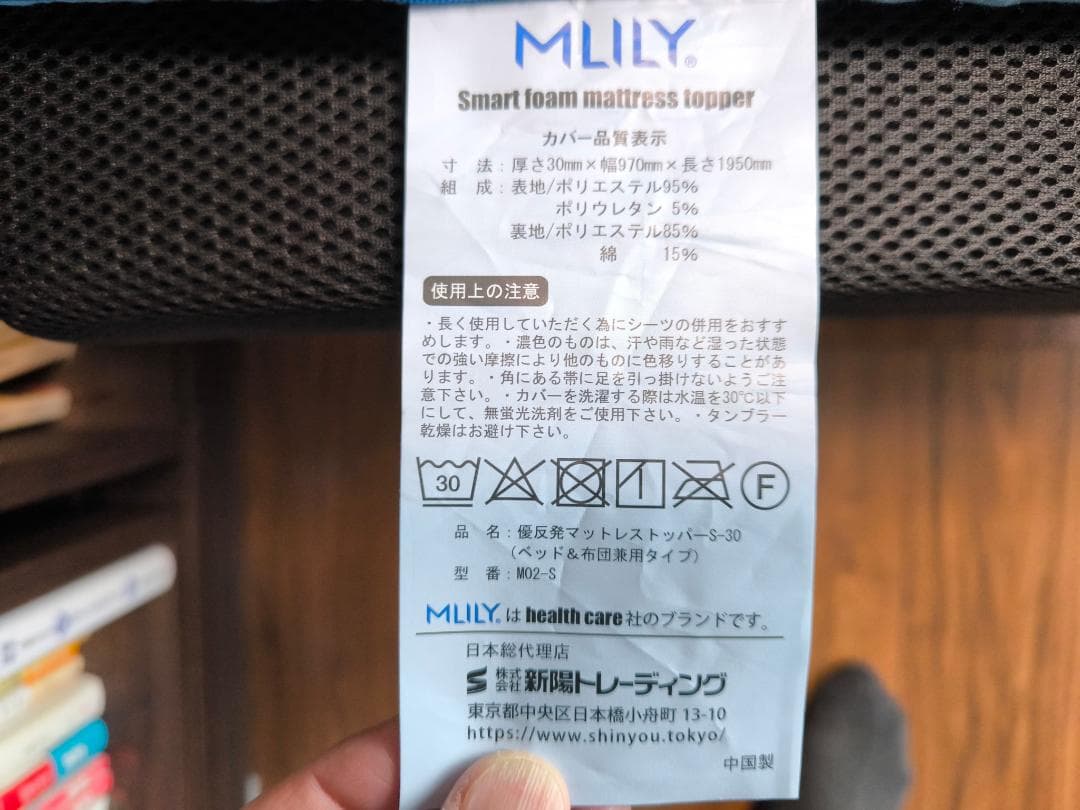 MLILY®
Smart foam mattress topper
カバー品質表示
寸 法：厚さ30mm×幅970mm×長さ1950mm
組 成：表地/ポリエステル95%
ポリウレタン 5%
裏地/ポリエステル85%
綿 15%
使用上の注意
・長く使用していただく為にシーツの併用をおすす
めします。・濃色のものは、汗や雨など湿った状態
での強い摩擦により他のものに色移りすることがあ
ります。・角にある帯に足を引っ掛けないようご注
意下さい。・カバーを洗濯する際は水温を30℃以下
にして、無蛍光洗剤をご使用下さい。・タンブラー
乾燥はお避け下さい。
30 F
品 名：優反発マットレストッパーS-30
（ベッド＆布団兼用タイプ）
型 番：M02-S
MLILY®は health care 社のブランドです。
日本総代理店
株式会社 新陽トレーディング
東京都中央区日本橋小舟町 13-10
https://www.shinyou.tokyo/
中国製